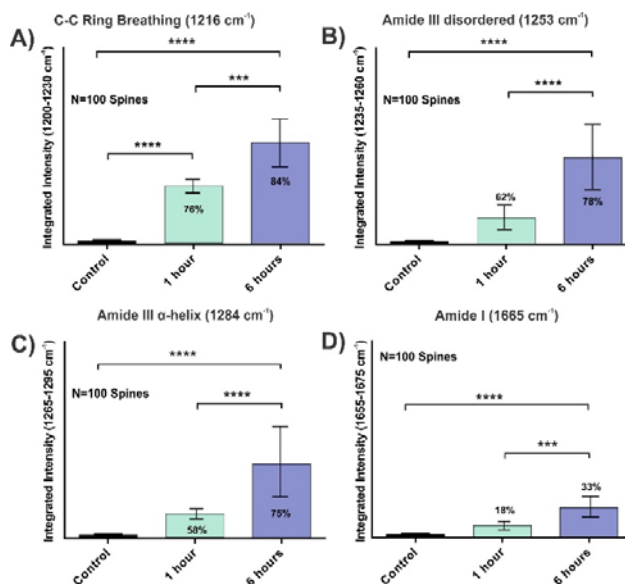 A)
C-C Ring Breathing (1216 cm⁻¹)
Integrated Intensity (1200-1230 cm⁻¹)
****
***
N=100 Spines
****
76%
84%
Control
1 hour
6 hours
B)
Amide III disordered (1253 cm⁻¹)
Integrated Intensity (1235-1260 cm⁻¹)
****
N=100 Spines
***
62%
78%
Control
1 hour
6 hours
C)
Amide III α-helix (1284 cm⁻¹)
Integrated Intensity (1265-1295 cm⁻¹)
****
N=100 Spines
****
58%
75%
Control
1 hour
6 hours
D)
Amide I (1665 cm⁻¹)
Integrated Intensity (1655-1675 cm⁻¹)
N=100 Spines
****
***
18%
33%
Control
1 hour
6 hours